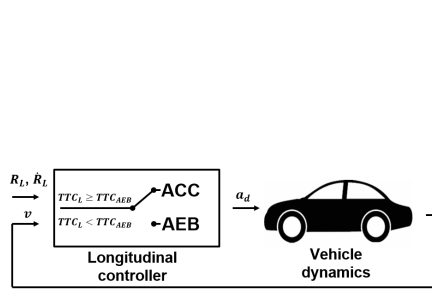 R_L, Ṙ_L
v
TTC_L ≥ TTC_AEB
TTC_L < TTC_AEB
ACC
AEB
a_d
Longitudinal
controller
Vehicle
dynamics